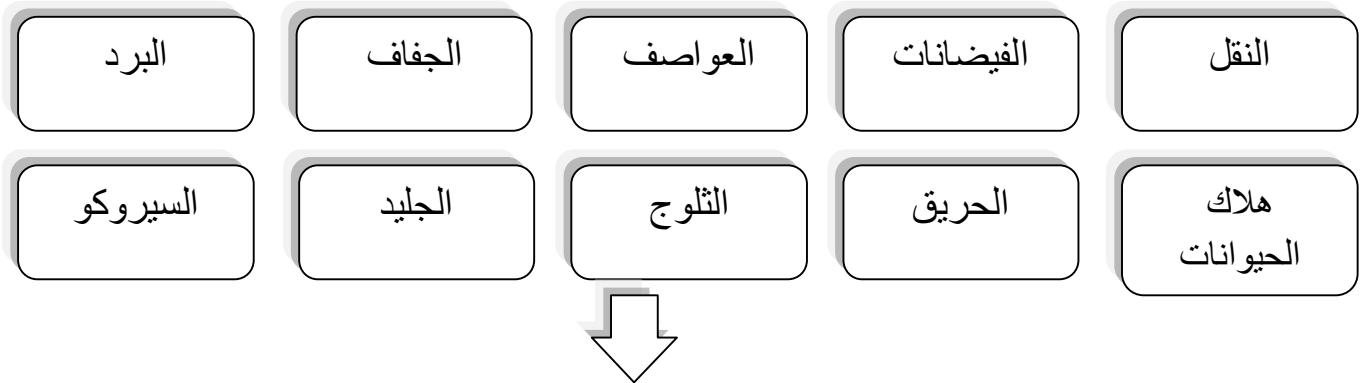 النقل
الفيضانات
العواصف
الجفاف
البرد
هلاك
الحيوانات
الحريق
الثلوج
الجليد
السيروكو